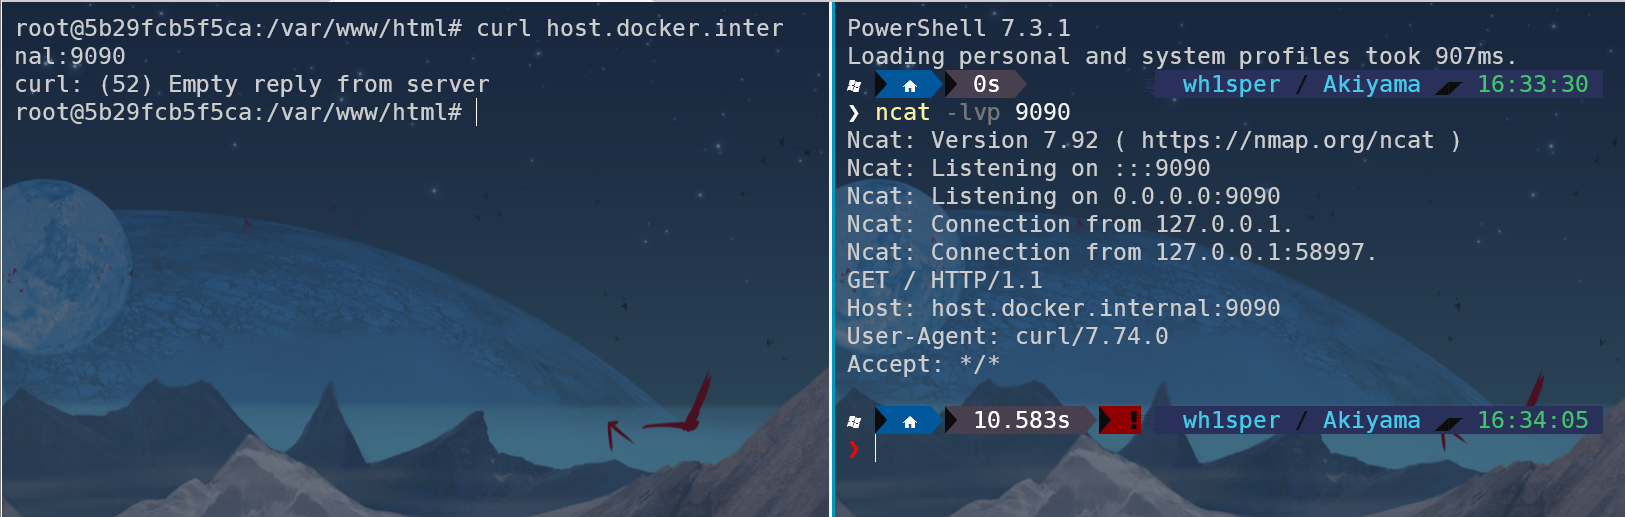 root@5b29fcb5f5ca:/var/www/html# curl host.docker.inter
nal:9090
curl: (52) Empty reply from server
root@5b29fcb5f5ca:/var/www/html#
PowerShell 7.3.1
Loading personal and system profiles took 907ms.
0s wh1sper / Akiyama 16:33:30
❯ ncat -lvp 9090
Ncat: Version 7.92 ( https://nmap.org/ncat )
Ncat: Listening on :::9090
Ncat: Listening on 0.0.0.0:9090
Ncat: Connection from 127.0.0.1.
Ncat: Connection from 127.0.0.1:58997.
GET / HTTP/1.1
Host: host.docker.internal:9090
User-Agent: curl/7.74.0
Accept: */*
10.583s ! wh1sper / Akiyama 16:34:05
❯